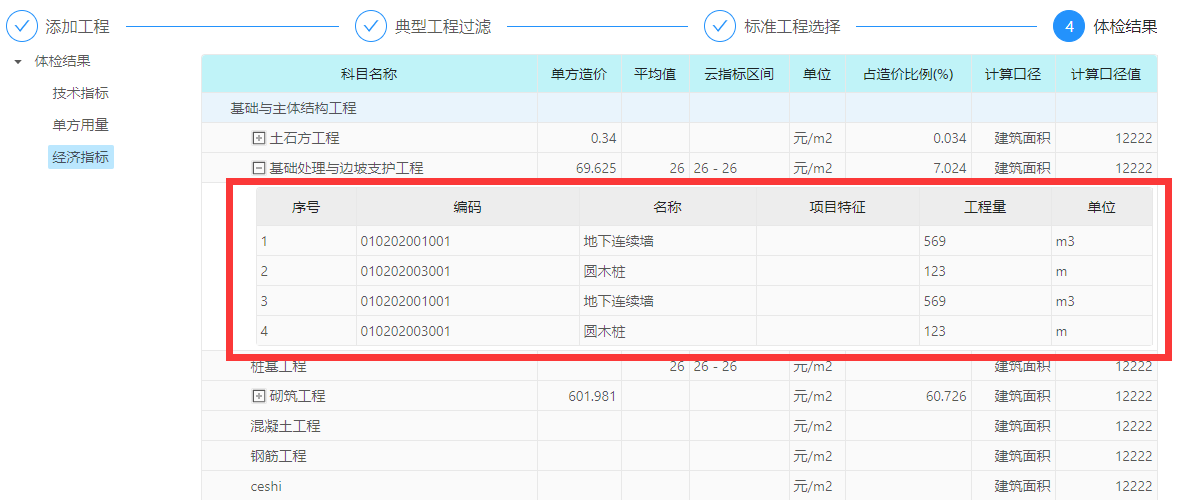 添加工程 典型工程过滤 标准工程选择 4 体检结果
体检结果
技术指标
单方用量
经济指标
科目名称 单方造价 平均值 云指标区间 单位 占造价比例(%) 计算口径 计算口径值
基础与主体结构工程
土石方工程 0.34 元/m2 0.034 建筑面积 12222
基础处理与边坡支护工程 69.625 26 26 - 26 元/m2 7.024 建筑面积 12222
序号 编码 名称 项目特征 工程量 单位
1 010202001001 地下连续墙 569 m3
2 010202003001 圆木桩 123 m
3 010202001001 地下连续墙 569 m3
4 010202003001 圆木桩 123 m
桩基工程 26 26 - 26 元/m2 建筑面积 12222
砌筑工程 601.981 元/m2 60.726 建筑面积 12222
混凝土工程 元/m2 建筑面积 12222
钢筋工程 元/m2 建筑面积 12222
ceshi 元/m2 建筑面积 12222